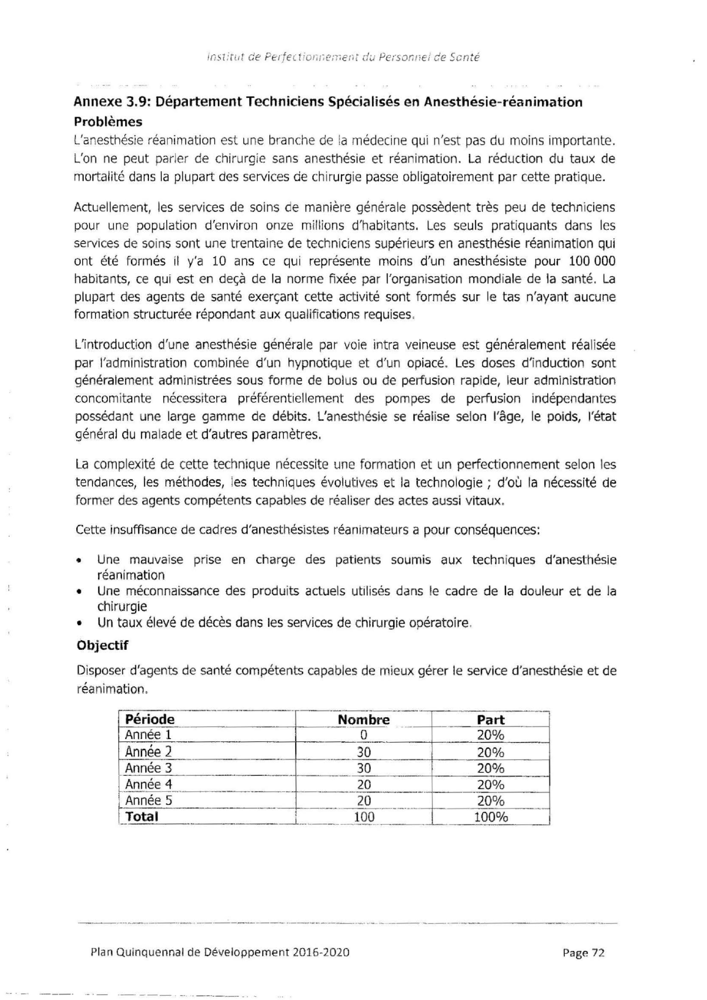 Institut de Perfectionnement du Personnel de Santé
Annexe 3.9: Département Techniciens Spécialisés en Anesthésie-réanimation
Problèmes
L'anesthésie réanimation est une branche de la médecine qui n'est pas du moins importante.
L'on ne peut parler de chirurgie sans anesthésie et réanimation. La réduction du taux de
mortalité dans la plupart des services de chirurgie passe obligatoirement par cette pratique.
Actuellement, les services de soins de manière générale possèdent très peu de techniciens
pour une population d'environ onze millions d'habitants. Les seuls pratiquants dans les
services de soins sont une trentaine de techniciens supérieurs en anesthésie réanimation qui
ont été formés il y'a 10 ans ce qui représente moins d'un anesthésiste pour 100 000
habitants, ce qui est en deçà de la norme fixée par l'organisation mondiale de la santé. La
plupart des agents de santé exerçant cette activité sont formés sur le tas n'ayant aucune
formation structurée répondant aux qualifications requises.
L'introduction d'une anesthésie générale par voie intra veineuse est généralement réalisée
par l'administration combinée d'un hypnotique et d'un opiacé. Les doses d'induction sont
généralement administrées sous forme de bolus ou de perfusion rapide, leur administration
concomitante nécessitera préférentiellement des pompes de perfusion indépendantes
possédant une large gamme de débits. L'anesthésie se réalise selon l'âge, le poids, l'état
général du malade et d'autres paramètres.
La complexité de cette technique nécessite une formation et un perfectionnement selon les
tendances, les méthodes, les techniques évolutives et la technologie ; d'où la nécessité de
former des agents compétents capables de réaliser des actes aussi vitaux.
Cette insuffisance de cadres d'anesthésistes réanimateurs a pour conséquences:
• Une mauvaise prise en charge des patients soumis aux techniques d'anesthésie
réanimation
• Une méconnaissance des produits actuels utilisés dans le cadre de la douleur et de la
chirurgie
• Un taux élevé de décès dans les services de chirurgie opératoire.
Objectif
Disposer d'agents de santé compétents capables de mieux gérer le service d'anesthésie et de
réanimation.
Période Nombre Part
Année 1 0 20%
Année 2 30 20%
Année 3 30 20%
Année 4 20 20%
Année 5 20 20%
Total 100 100%
Plan Quinquennal de Développement 2016-2020 Page 72